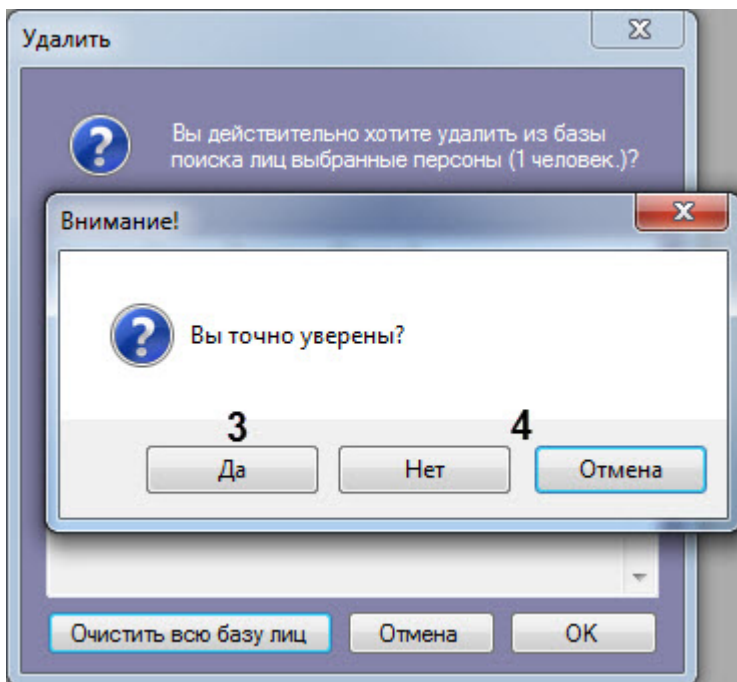 Удалить
Вы действительно хотите удалить из базы
поиска лиц выбранные персоны (1 человек.)?
Внимание!
Вы точно уверены?
3
4
Да
Нет
Отмена
Очистить всю базу лиц
Отмена
OK